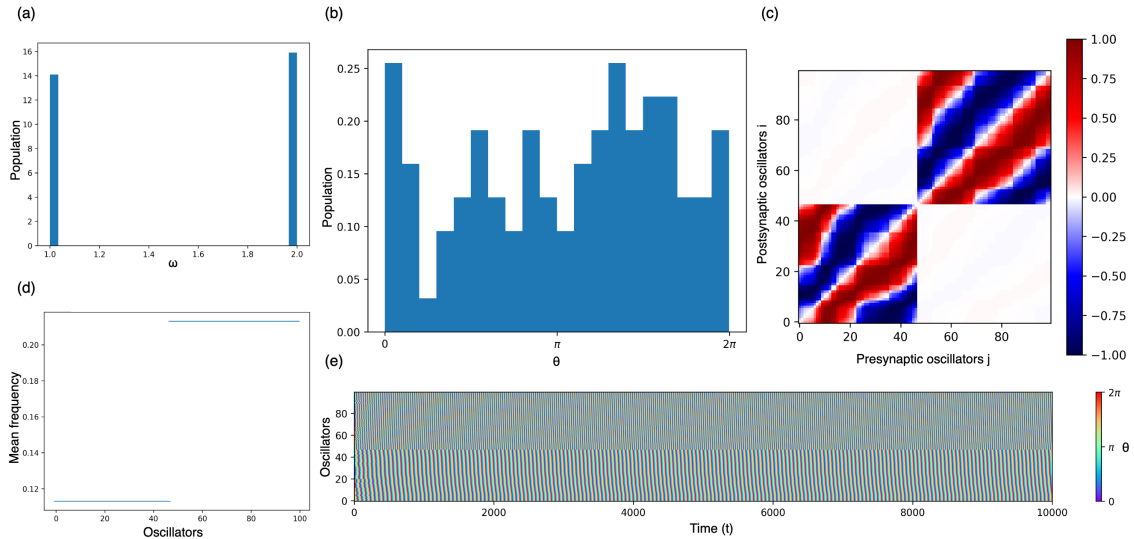 (a)
Population
16
14
12
10
8
6
4
2
0
1.0 1.2 1.4 1.6 1.8 2.0
ω
(b)
Population
0.25
0.20
0.15
0.10
0.05
0.00
0 π 2π
θ
(c)
Postsynaptic oscillators i
80
60
40
20
0
0 20 40 60 80
Presynaptic oscillators j
1.00
0.75
0.50
0.25
0.00
−0.25
−0.50
−0.75
−1.00
(d)
Mean frequency
0.20
0.18
0.16
0.14
0.12
0 20 40 60 80 100
Oscillators
(e)
Oscillators
80
60
40
20
0
0 2000 4000 6000 8000 10000
Time (t)
2π
π
0
θ